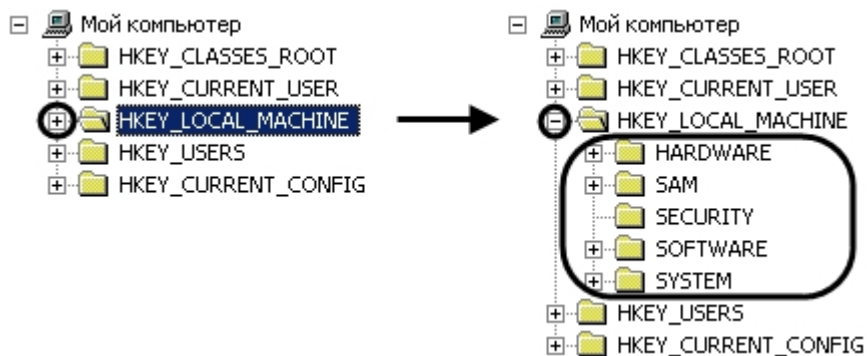 Мой компьютер
HKEY_CLASSES_ROOT
HKEY_CURRENT_USER
HKEY_LOCAL_MACHINE
HKEY_USERS
HKEY_CURRENT_CONFIG
Мой компьютер
HKEY_CLASSES_ROOT
HKEY_CURRENT_USER
HKEY_LOCAL_MACHINE
HARDWARE
SAM
SECURITY
SOFTWARE
SYSTEM
HKEY_USERS
HKEY_CURRENT_CONFIG